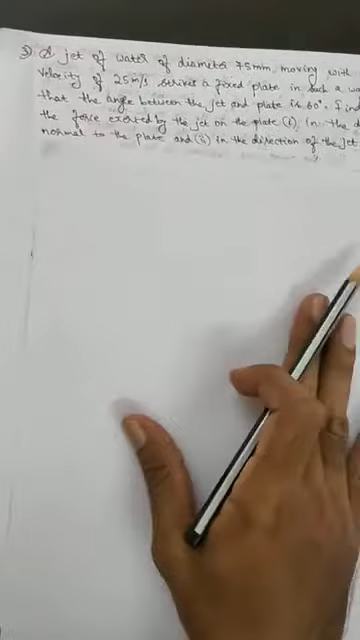 3) A jet of water of diameter 75mm moving with
velocity of 25m/s strikes a fixed plate in such a wa
that the angle between the jet and plate is 60°. Find
the force exerted by the jet on the plate (i) in the d
normal to the plate and (ii) in the direction of the jet